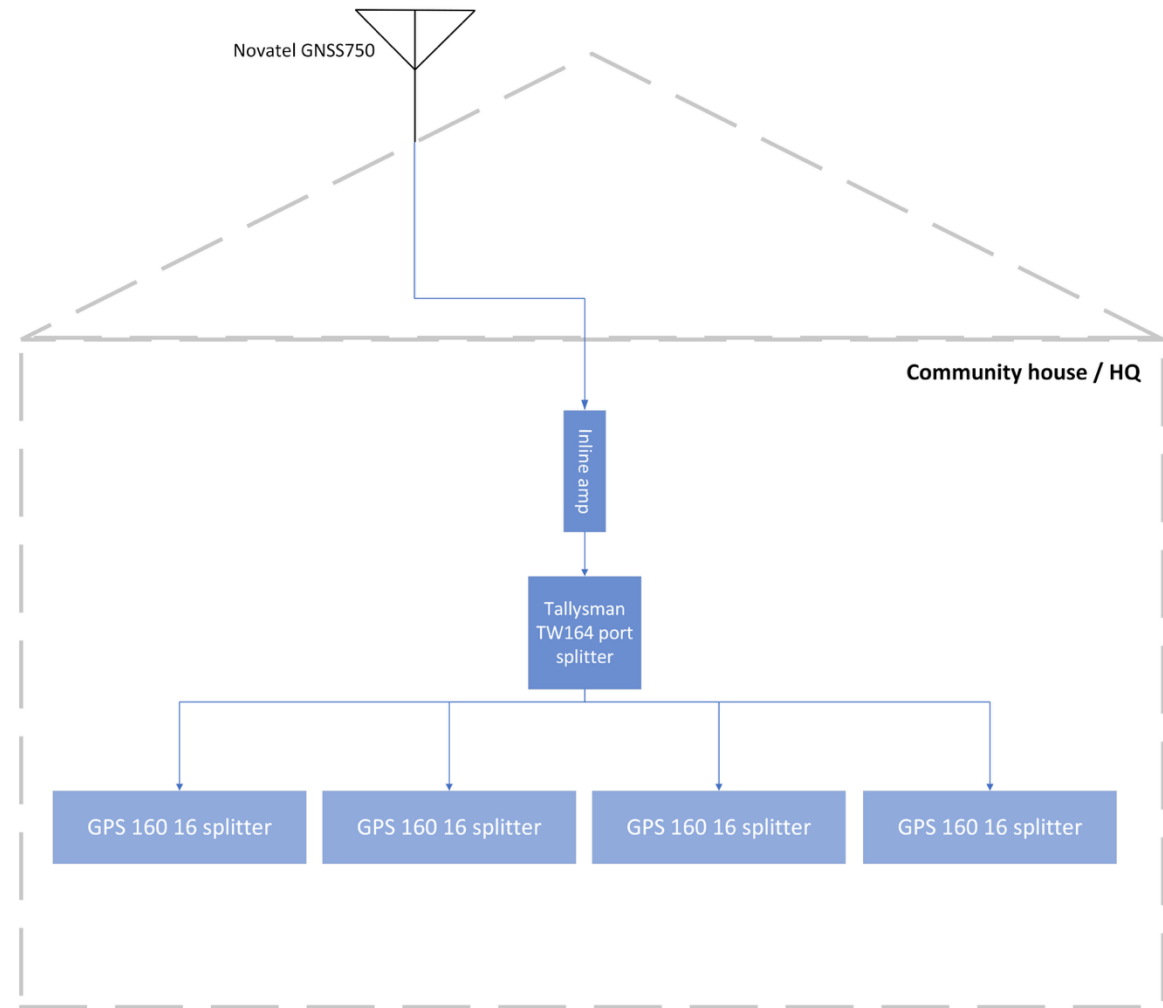 Novatel GNSS750
Community house / HQ
Inline amp
Tallysman
TW164 port
splitter
GPS 160 16 splitter
GPS 160 16 splitter
GPS 160 16 splitter
GPS 160 16 splitter